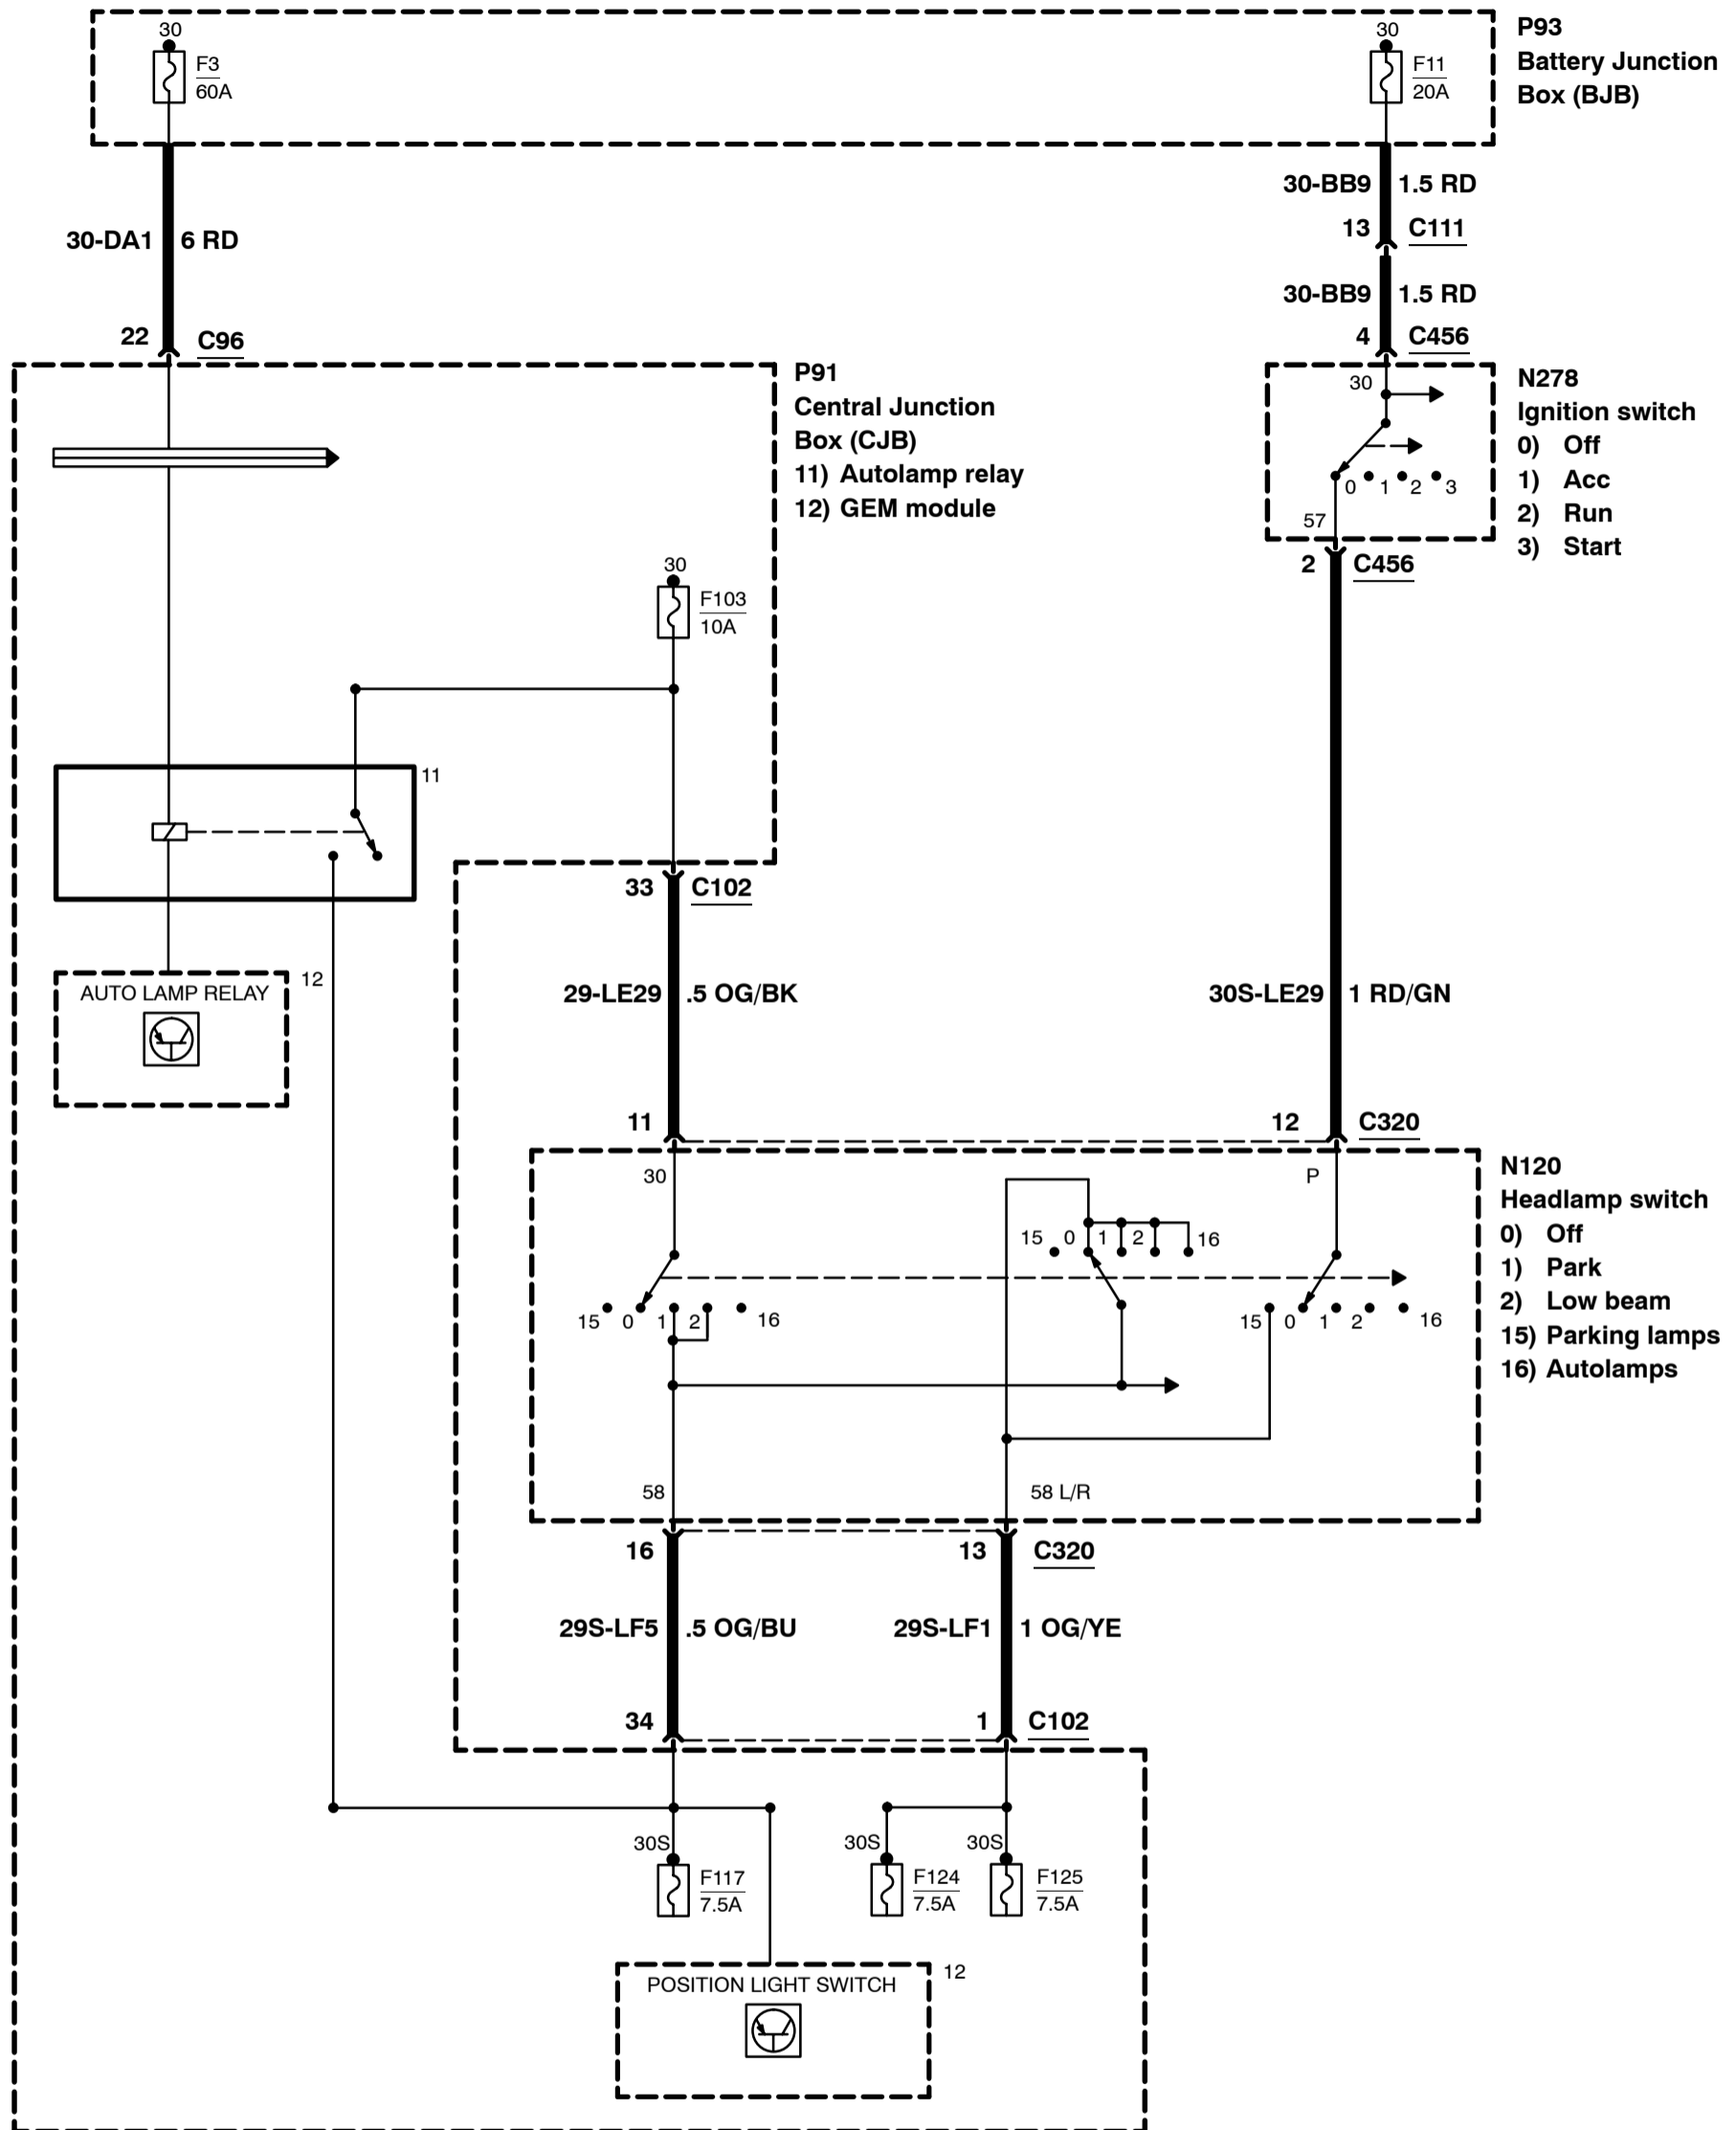 30
F3
60A
30
F11
20A
P93
Battery Junction
Box (BJB)
30-BB9 1.5 RD
13 C111
30-DA1 6 RD
30-BB9 1.5 RD
22 C96
4 C456
P91
Central Junction
Box (CJB)
11) Autolamp relay
12) GEM module
30
0 1 2 3
57
N278
Ignition switch
0) Off
1) Acc
2) Run
3) Start
2 C456
30
F103
10A
11
33 C102
12
AUTO LAMP RELAY
29-LE29 .5 OG/BK
30S-LE29 1 RD/GN
11
12 C320
30
P
N120
Headlamp switch
0) Off
1) Park
2) Low beam
15) Parking lamps
16) Autolamps
15 0 1 2 16
15 0 1 2 16
15 0 1 2 16
58
58 L/R
16
13 C320
29S-LF5 .5 OG/BU
29S-LF1 1 OG/YE
34
1 C102
30S
F117
7.5A
30S
F124
7.5A
30S
F125
7.5A
12
POSITION LIGHT SWITCH